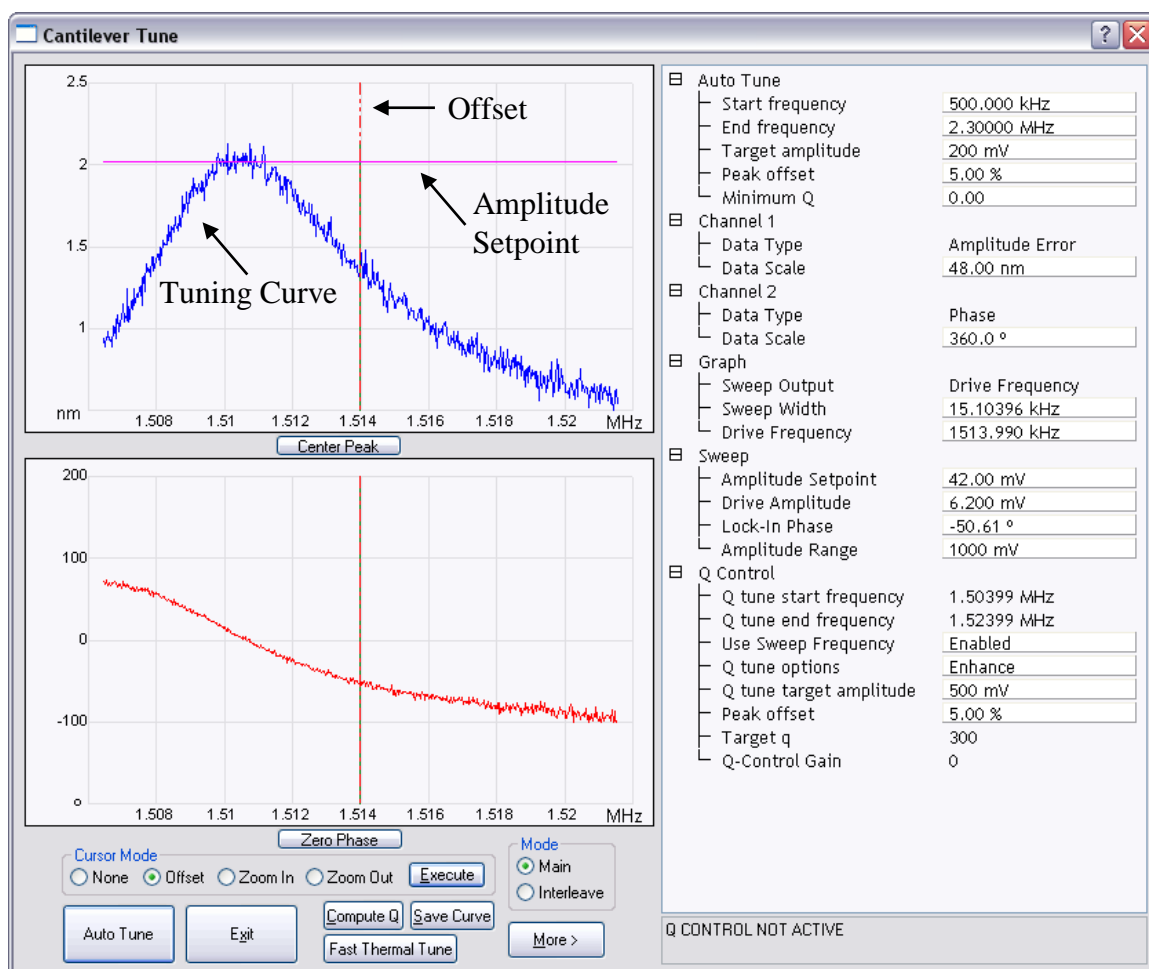 Cantilever Tune
2.5
2
1.5
1
nm
1.508 1.51 1.512 1.514 1.516 1.518 1.52 MHz
Offset
Amplitude
Setpoint
Tuning Curve
Center Peak
200
100
0
-100
o
1.508 1.51 1.512 1.514 1.516 1.518 1.52 MHz
Zero Phase
Cursor Mode
None Offset Zoom In Zoom Out Execute
Mode
Main
Interleave
Auto Tune
Exit
Compute Q Save Curve
Fast Thermal Tune
More >
Auto Tune
Start frequency 500.000 kHz
End frequency 2.30000 MHz
Target amplitude 200 mV
Peak offset 5.00 %
Minimum Q 0.00
Channel 1
Data Type Amplitude Error
Data Scale 48.00 nm
Channel 2
Data Type Phase
Data Scale 360.0 º
Graph
Sweep Output Drive Frequency
Sweep Width 15.10396 kHz
Drive Frequency 1513.990 kHz
Sweep
Amplitude Setpoint 42.00 mV
Drive Amplitude 6.200 mV
Lock-In Phase -50.61 º
Amplitude Range 1000 mV
Q Control
Q tune start frequency 1.50399 MHz
Q tune end frequency 1.52399 MHz
Use Sweep Frequency Enabled
Q tune options Enhance
Q tune target amplitude 500 mV
Peak offset 5.00 %
Target q 300
Q-Control Gain 0
Q CONTROL NOT ACTIVE